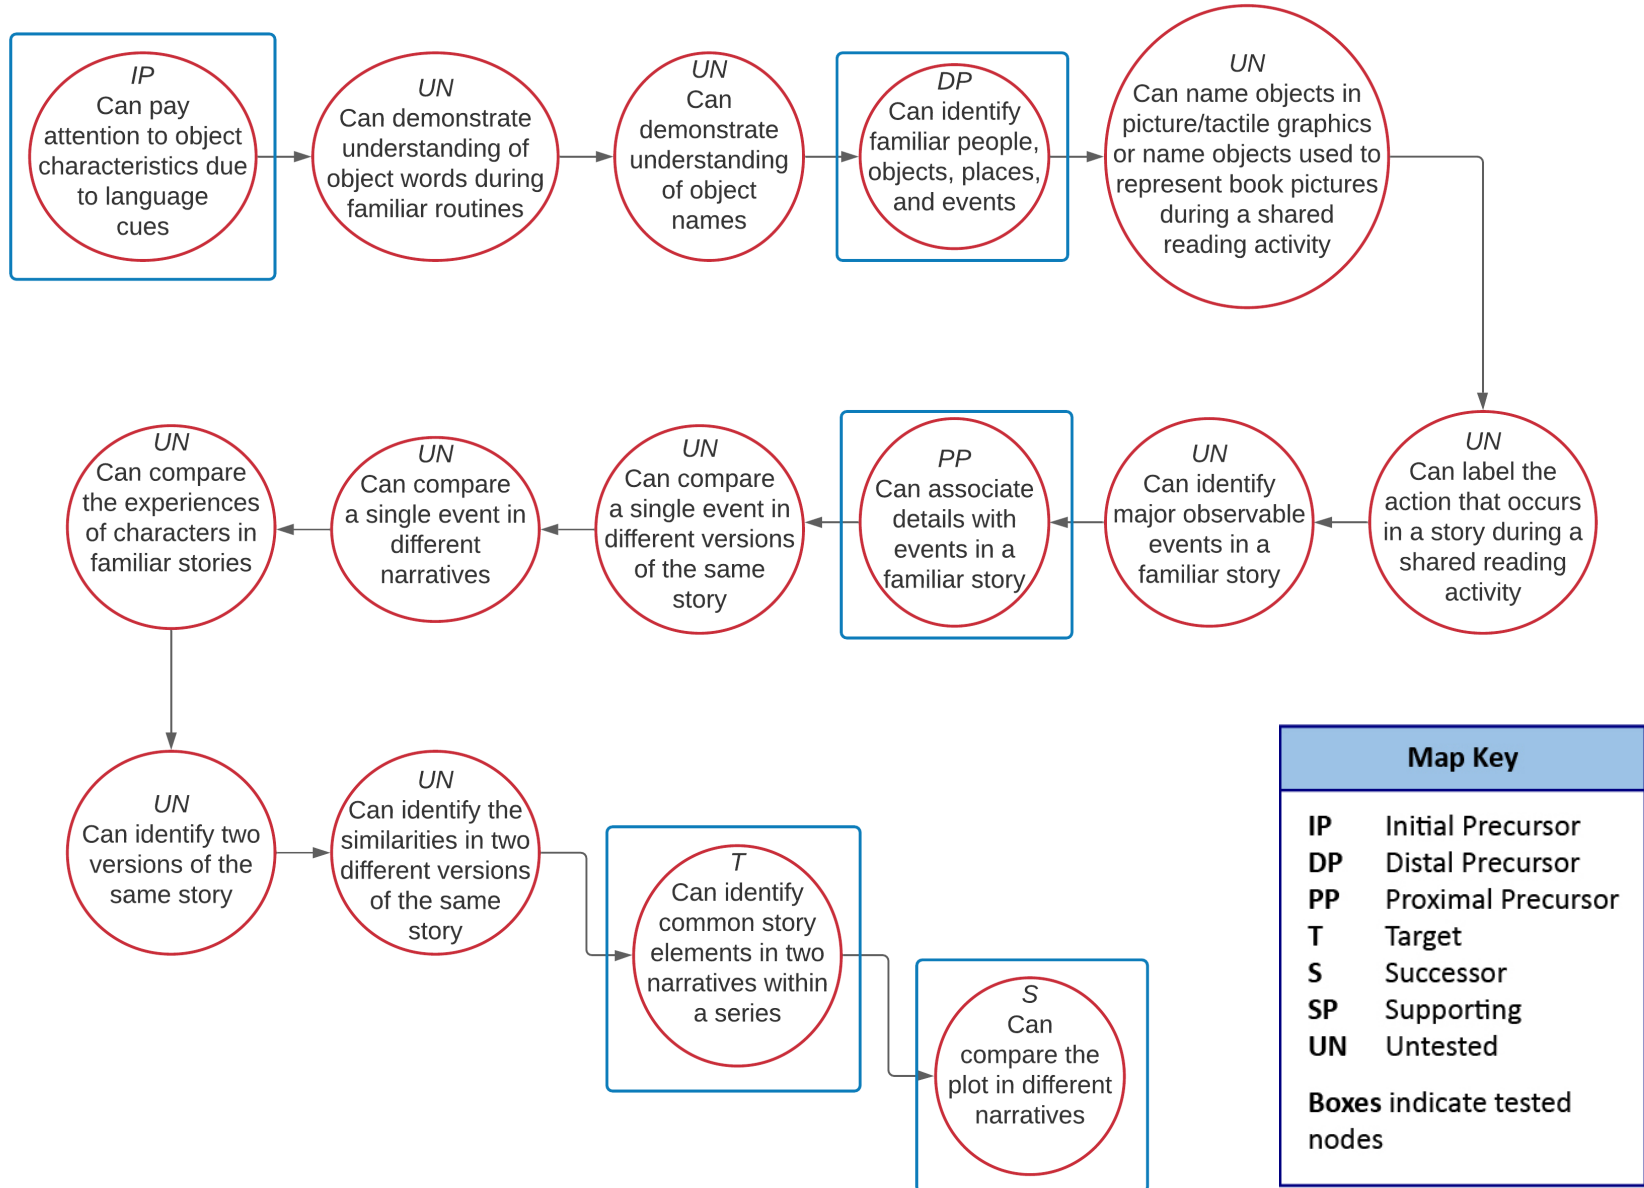 IP
Can pay
attention to object
characteristics due
to language
cues
UN
Can demonstrate
understanding of
object words during
familiar routines
UN
Can
demonstrate
understanding
of object
names
DP
Can identify
familiar people,
objects, places,
and events
UN
Can name objects in
picture/tactile graphics
or name objects used to
represent book pictures
during a shared
reading activity
UN
Can label the
action that occurs
in a story during a
shared reading
activity
UN
Can identify
major observable
events in a
familiar story
PP
Can associate
details with
events in a
familiar story
UN
Can compare
a single event in
different versions
of the same
story
UN
Can compare
a single event in
different
narratives
UN
Can compare
the experiences
of characters in
familiar stories
UN
Can identify two
versions of the
same story
UN
Can identify the
similarities in two
different versions
of the same
story
T
Can identify
common story
elements in two
narratives within
a series
S
Can
compare the
plot in different
narratives
Map Key
IP Initial Precursor
DP Distal Precursor
PP Proximal Precursor
T Target
S Successor
SP Supporting
UN Untested
Boxes indicate tested
nodes